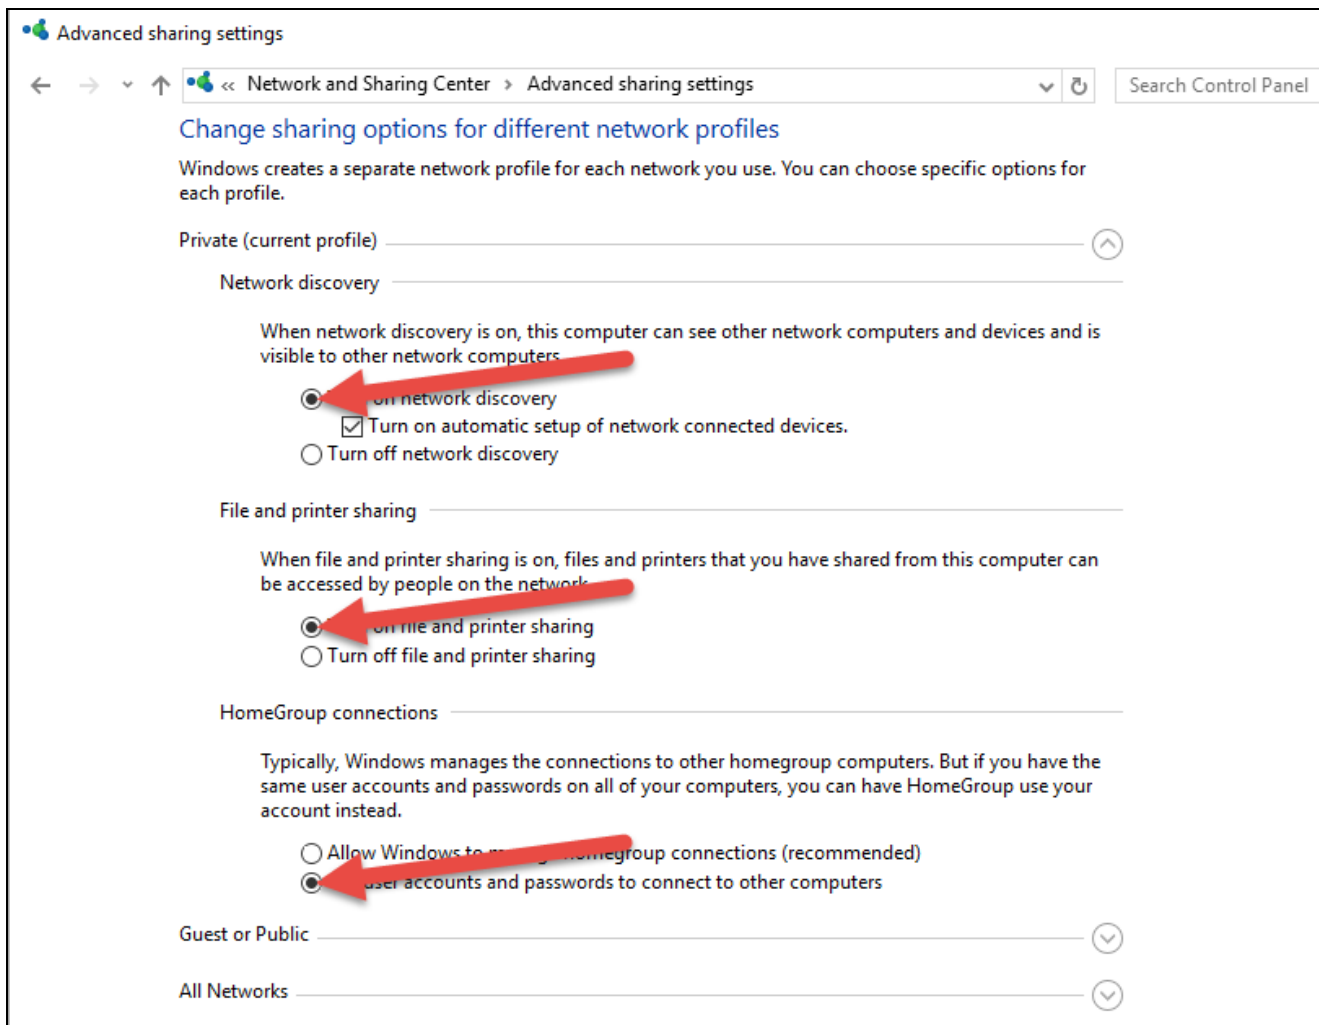 Advanced sharing settings
« Network and Sharing Center > Advanced sharing settings
Search Control Panel
Change sharing options for different network profiles
Windows creates a separate network profile for each network you use. You can choose specific options for
each profile.
Private (current profile)
Network discovery
When network discovery is on, this computer can see other network computers and devices and is
visible to other network computers.
on network discovery
Turn on automatic setup of network connected devices.
Turn off network discovery
File and printer sharing
When file and printer sharing is on, files and printers that you have shared from this computer can
be accessed by people on the network.
on file and printer sharing
Turn off file and printer sharing
HomeGroup connections
Typically, Windows manages the connections to other homegroup computers. But if you have the
same user accounts and passwords on all of your computers, you can have HomeGroup use your
account instead.
Allow Windows to homegroup connections (recommended)
user accounts and passwords to connect to other computers
Guest or Public
All Networks